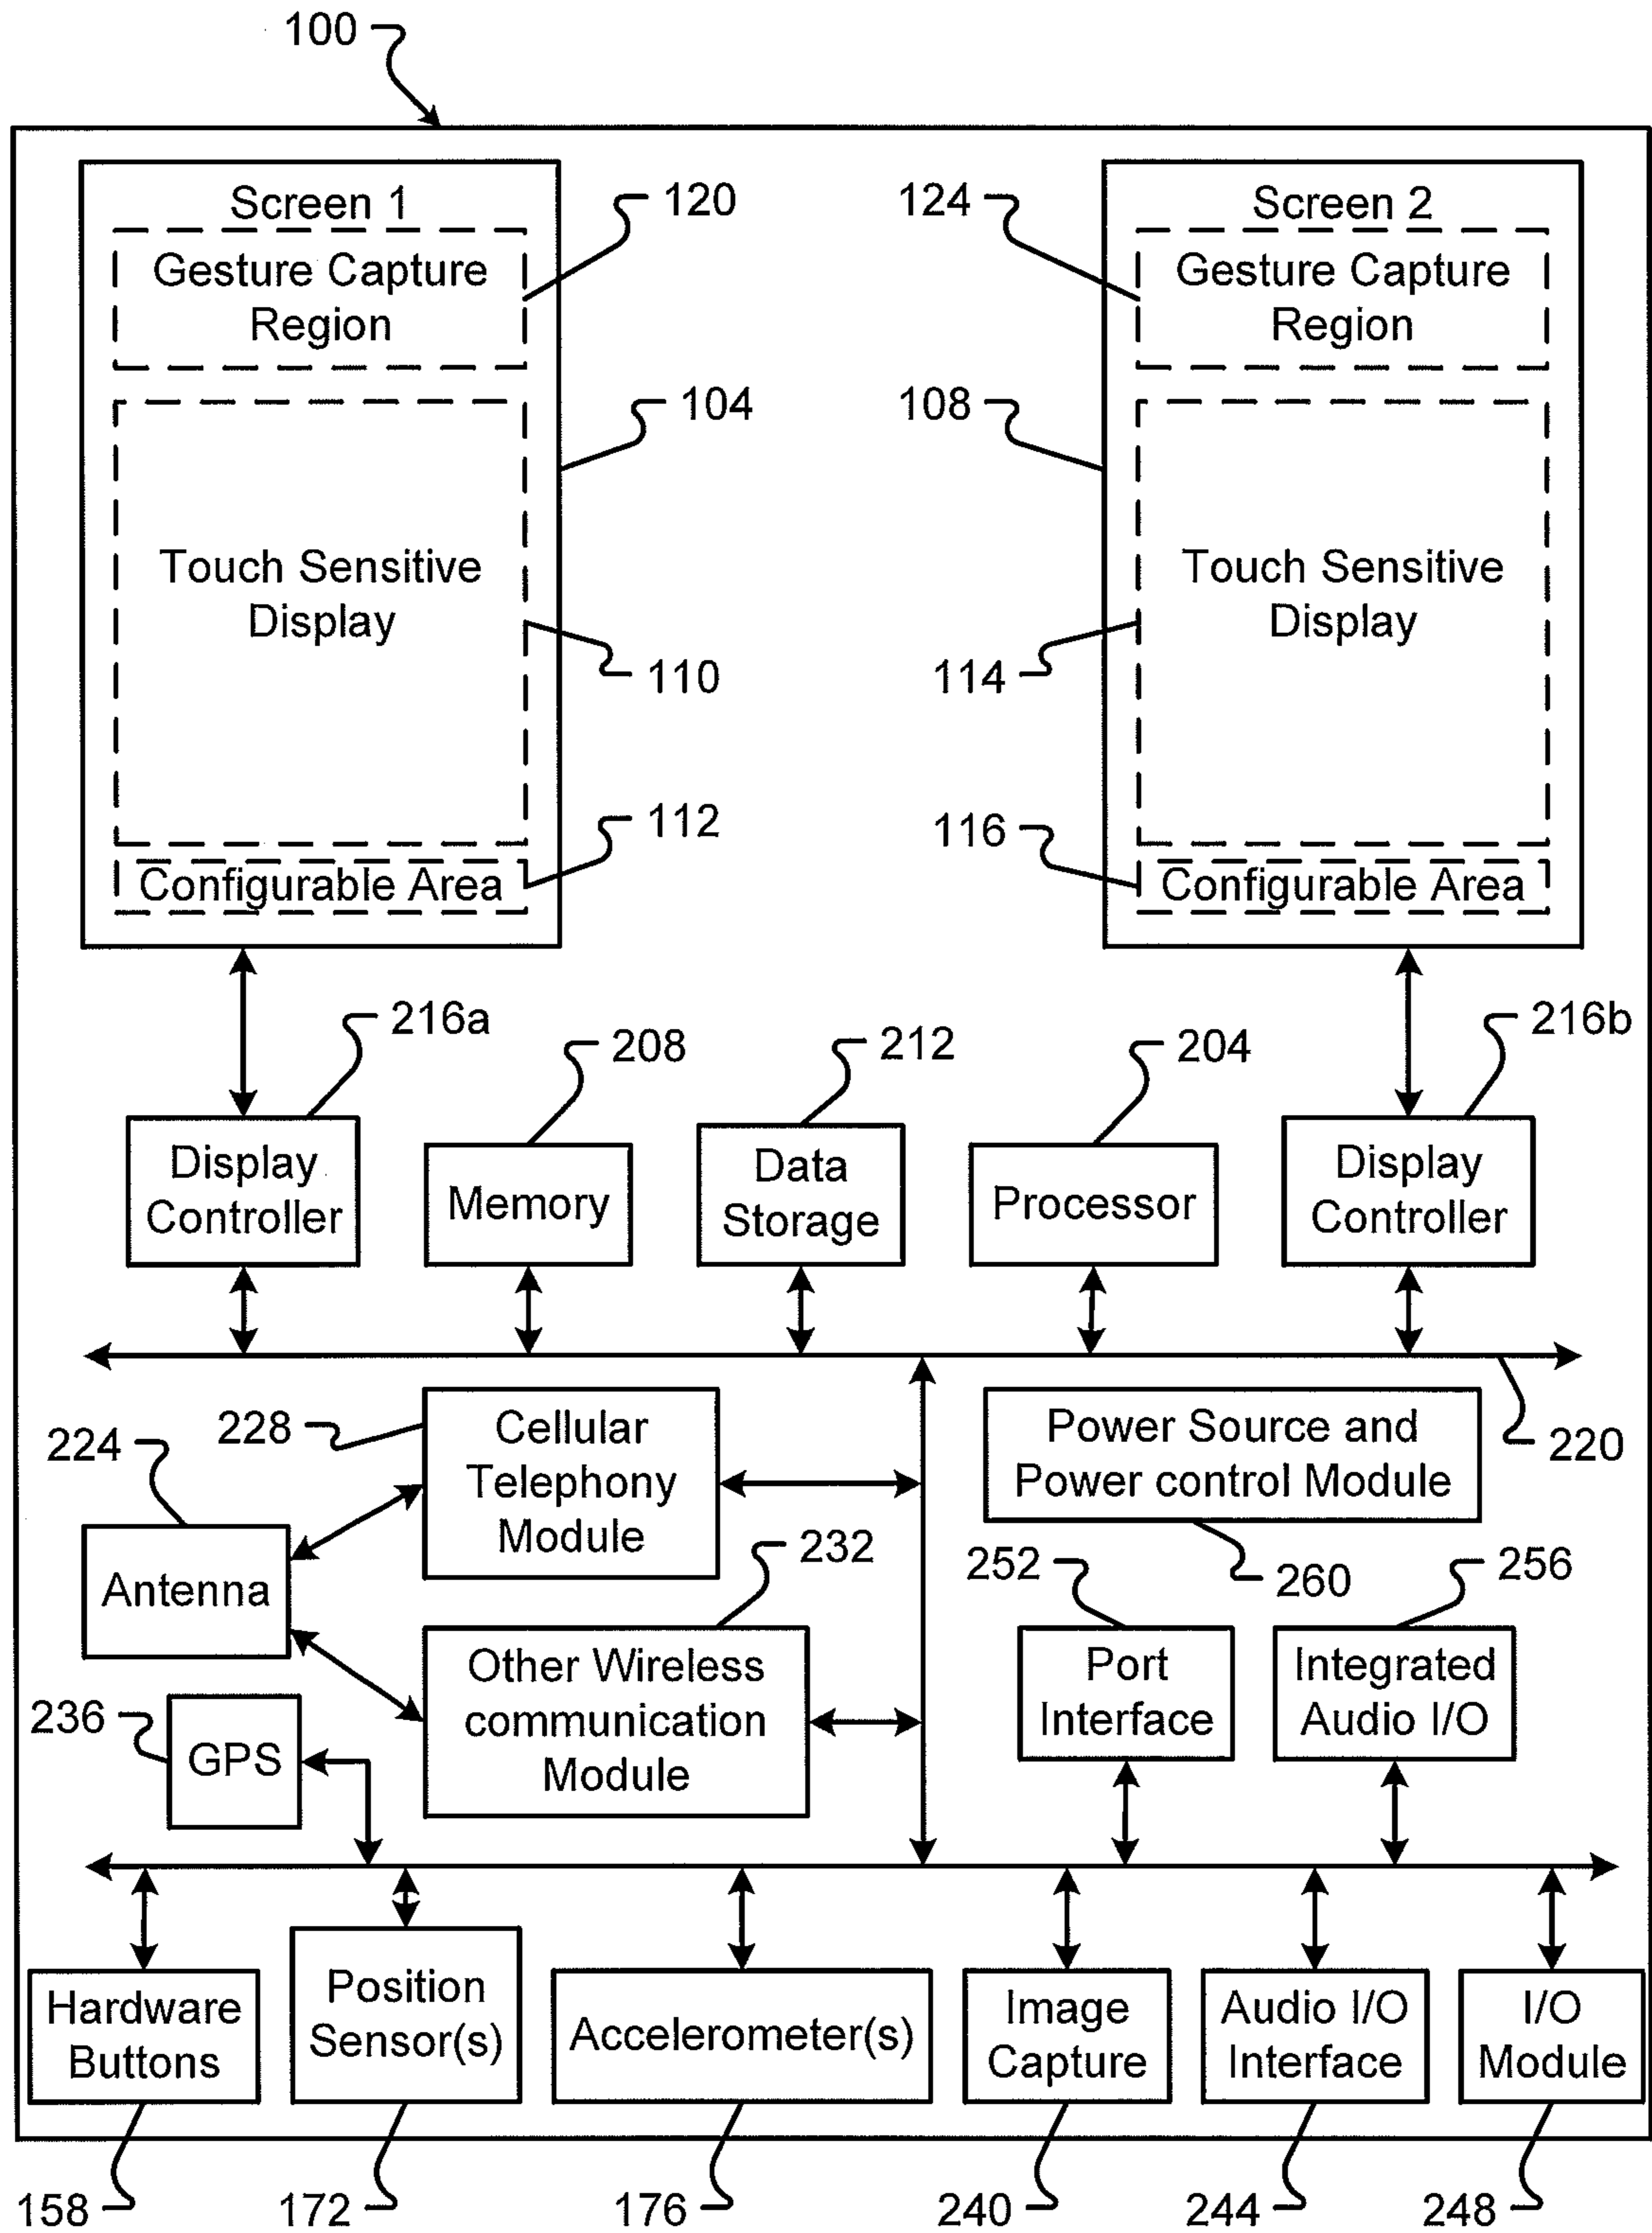 100
Screen 1
120
124
Screen 2
Gesture Capture
Region
Gesture Capture
Region
104
108
Touch Sensitive
Display
Touch Sensitive
Display
110
114
112
116
Configurable Area
Configurable Area
216a
208
212
204
216b
Display
Controller
Memory
Data
Storage
Processor
Display
Controller
228
Cellular
Telephony
Module
Power Source and
Power control Module
220
224
232
252
260
256
Antenna
Other Wireless
communication
Module
Port
Interface
Integrated
Audio I/O
236
GPS
Hardware
Buttons
Position
Sensor(s)
Accelerometer(s)
Image
Capture
Audio I/O
Interface
I/O
Module
158
172
176
240
244
248